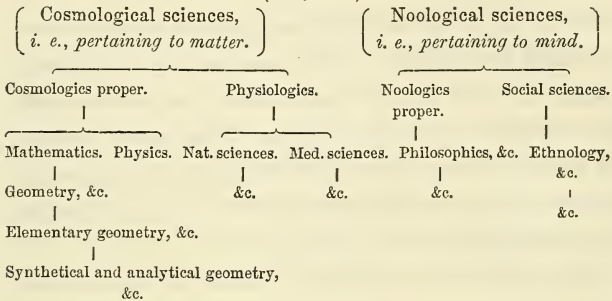 Cosmological sciences, Noological sciences,
i. e., pertaining to matter. i. e., pertaining to mind.
Cosmologics proper. Physiologics. Noologics Social sciences.
proper.
Mathematics. Physics. Nat. sciences. Med. sciences. Philosophics, &c. Ethnology,
&c.
Geometry, &c. &c. &c. &c.
&c.
Elementary geometry, &c.
Synthetical and analytical geometry,
&c.